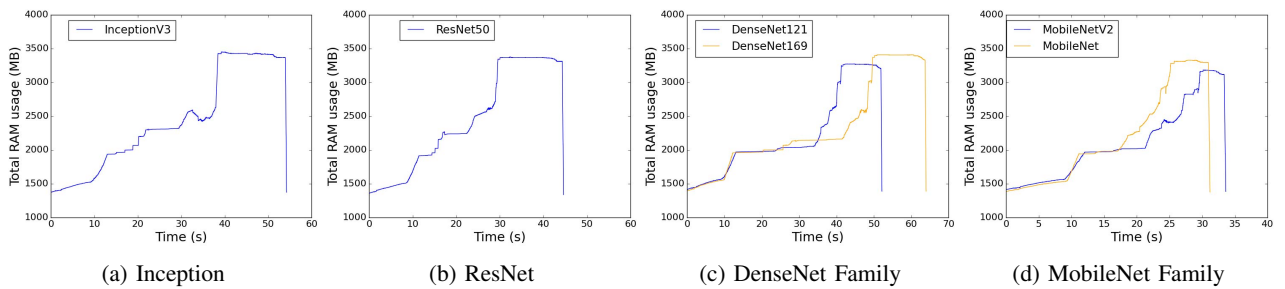 InceptionV3
Total RAM usage (MB)
4000
3500
3000
2500
2000
1500
1000
0 10 20 30 40 50 60
Time (s)
(a) Inception
ResNet50
Total RAM usage (MB)
4000
3500
3000
2500
2000
1500
1000
0 10 20 30 40 50 60
Time (s)
(b) ResNet
DenseNet121
DenseNet169
Total RAM usage (MB)
4000
3500
3000
2500
2000
1500
1000
0 10 20 30 40 50 60 70
Time (s)
(c) DenseNet Family
MobileNetV2
MobileNet
Total RAM usage (MB)
4000
3500
3000
2500
2000
1500
1000
0 5 10 15 20 25 30 35 40
Time (s)
(d) MobileNet Family